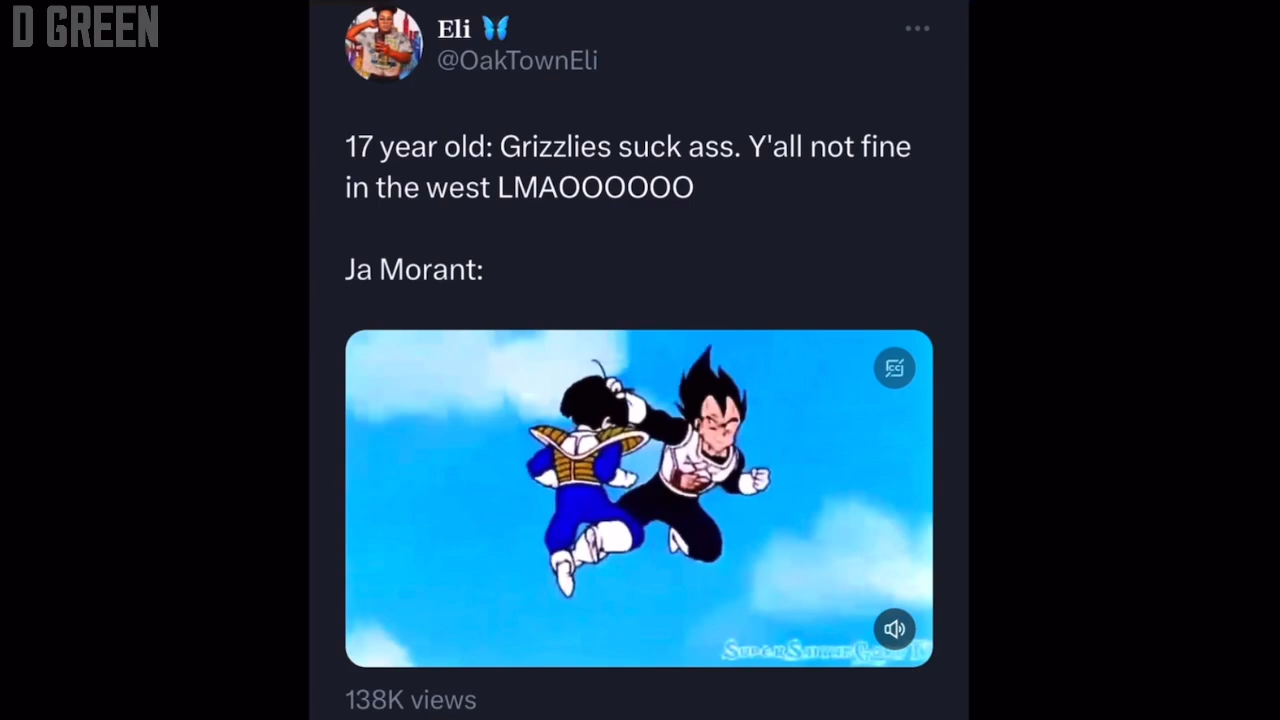 D GREEN
Eli 🦋
@OakTownEli
17 year old: Grizzlies suck ass. Y'all not fine
in the west LMAOOOOOO
Ja Morant:
CC
138K views